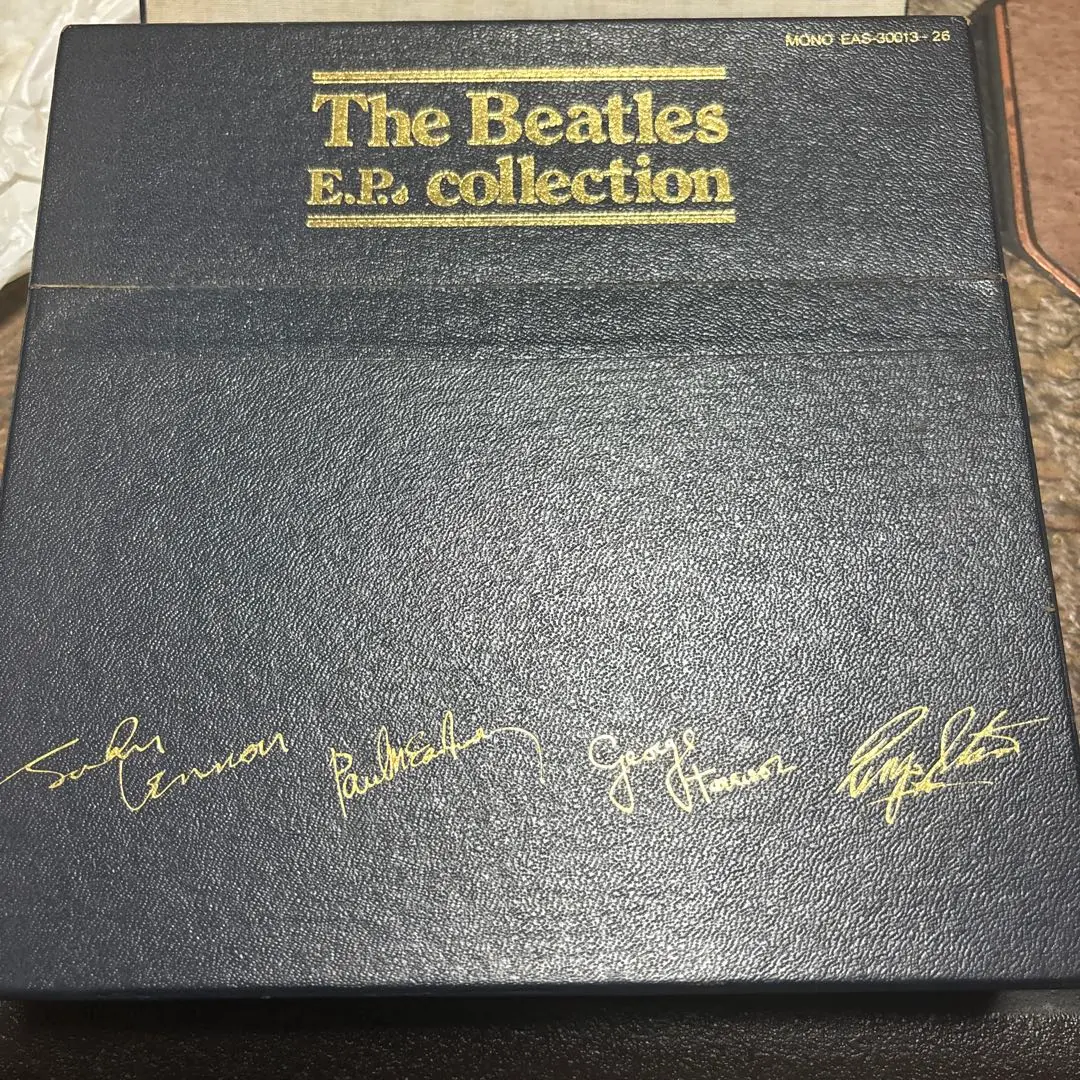 MONO EAS-30013-26
The Beatles
E.P. collection
John Lennon
Paul McCartney
George Harrison
Ringo Starr